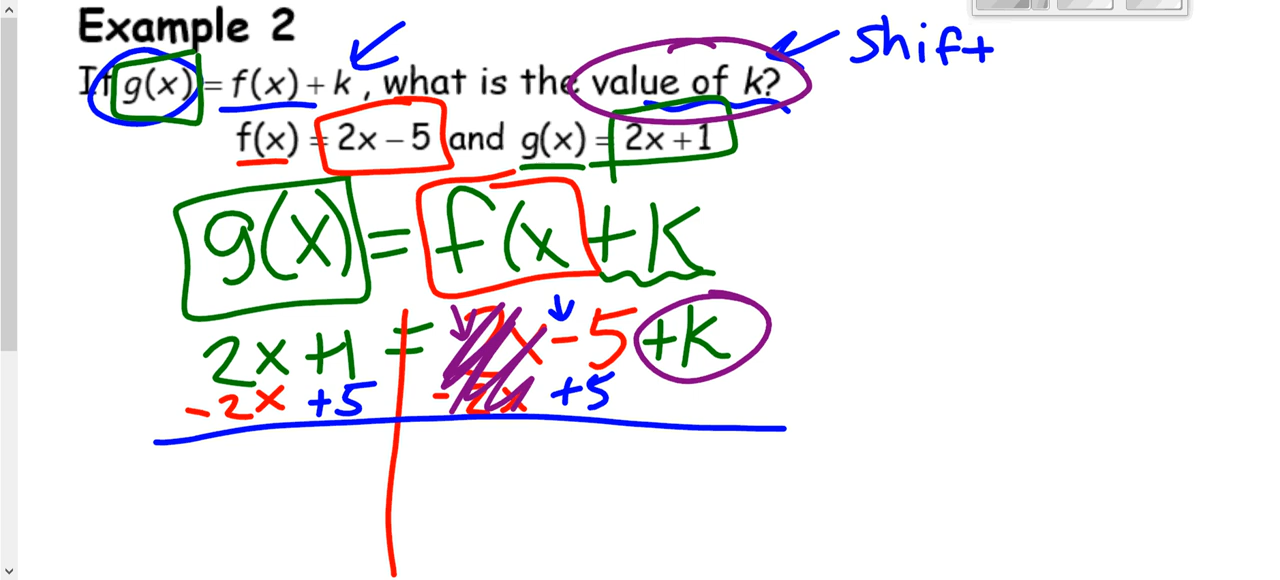 Example 2
shift
If g(x) = f(x) + k , what is the value of k?
f(x) = 2x – 5 and g(x) = 2x + 1
g(x) = f(x + K
2x + 1 = 2x - 5 + K
- 2x + 5 - 2x + 5